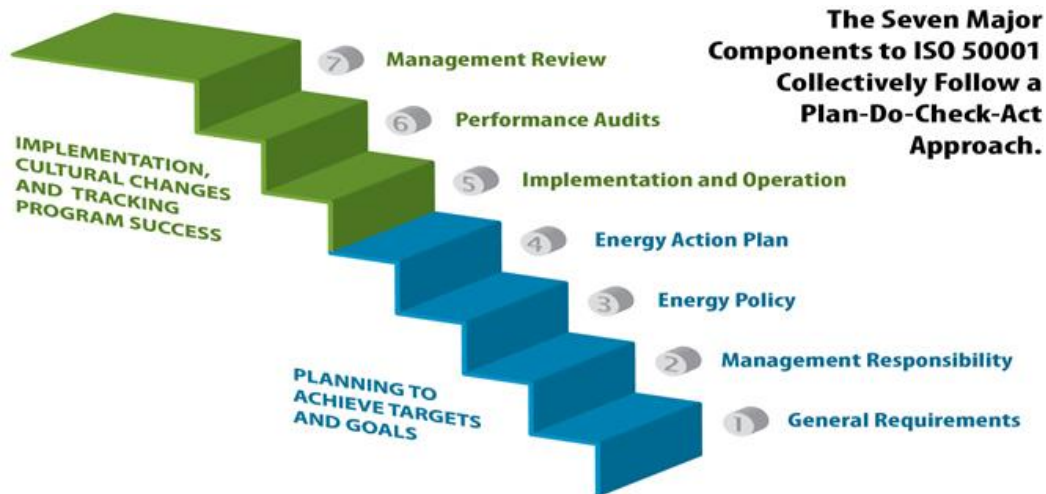 The Seven Major
Components to ISO 50001
Collectively Follow a
Plan-Do-Check-Act
Approach.
7 Management Review
6 Performance Audits
5 Implementation and Operation
4 Energy Action Plan
3 Energy Policy
2 Management Responsibility
1 General Requirements
IMPLEMENTATION,
CULTURAL CHANGES
AND TRACKING
PROGRAM SUCCESS
PLANNING TO
ACHIEVE TARGETS
AND GOALS